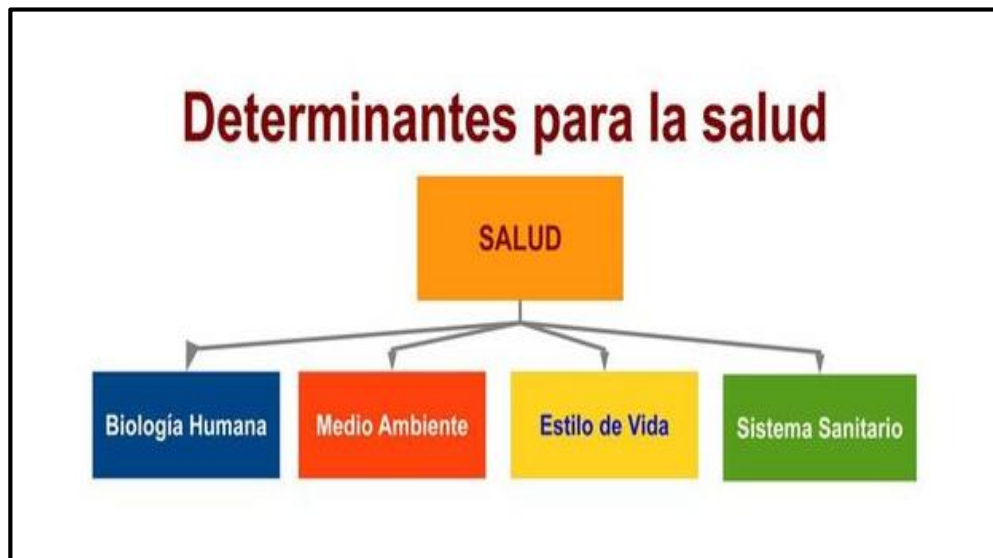 Determinantes para la salud
SALUD
Biología Humana
Medio Ambiente
Estilo de Vida
Sistema Sanitario